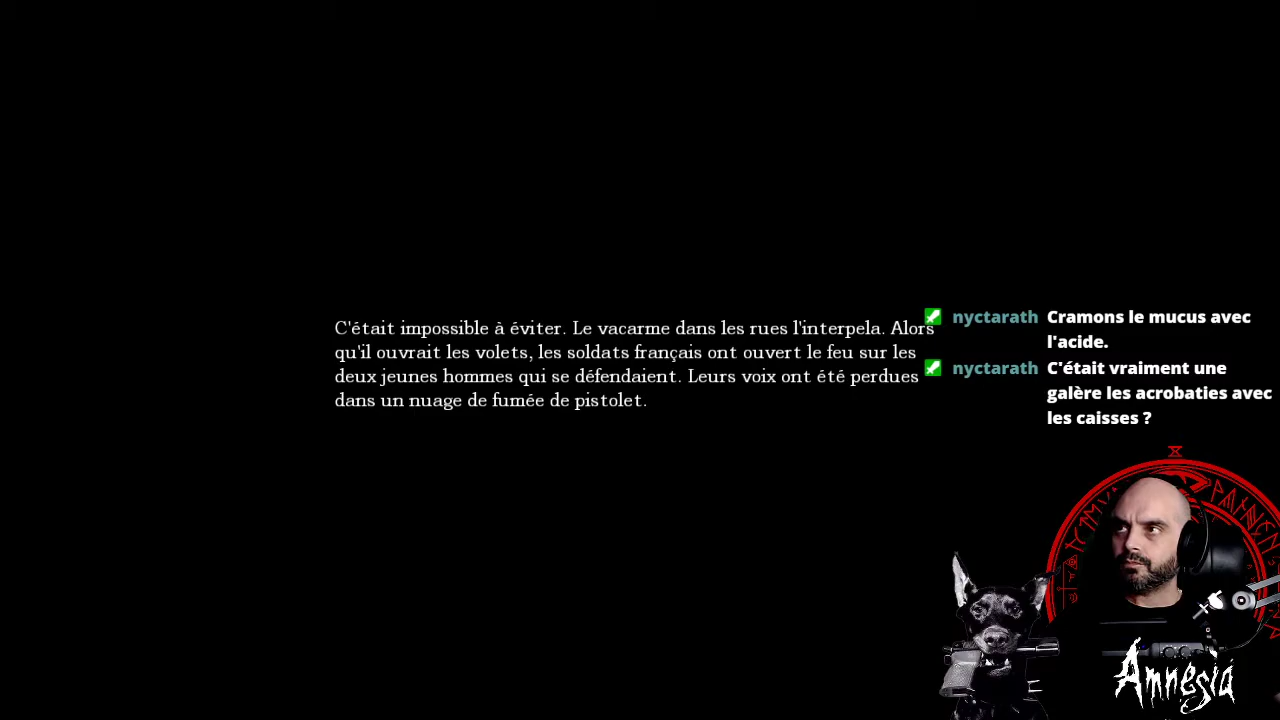 C'était impossible à éviter. Le vacarme dans les rues l'interpela. Alors
qu'il ouvrait les volets, les soldats français ont ouvert le feu sur les
deux jeunes hommes qui se défendaient. Leurs voix ont été perdues
dans un nuage de fumée de pistolet.
nyctarath Cramons le mucus avec
l'acide.
nyctarath C'était vraiment une
galère les acrobaties avec
les caisses ?
Amnesia